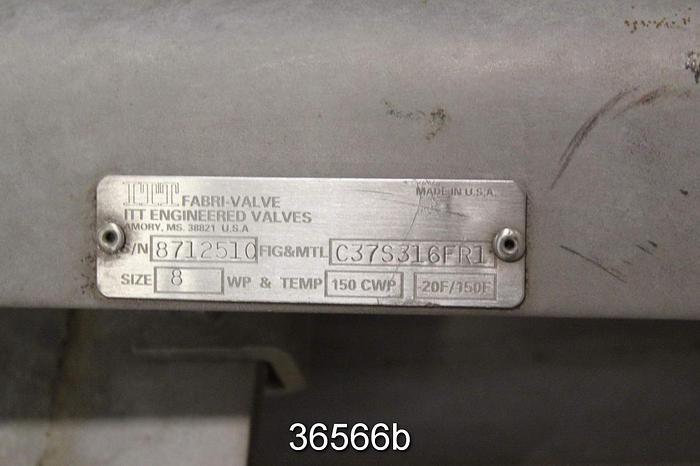 ITT FABRI-VALVE MADE IN U.S.A.
ITT ENGINEERED VALVES
AMORY, MS. 38821 U.S.A
S/N 8712510 FIG&MTL C37S316FR1
SIZE 8 WP & TEMP 150 CWP -20F/150F
36566b